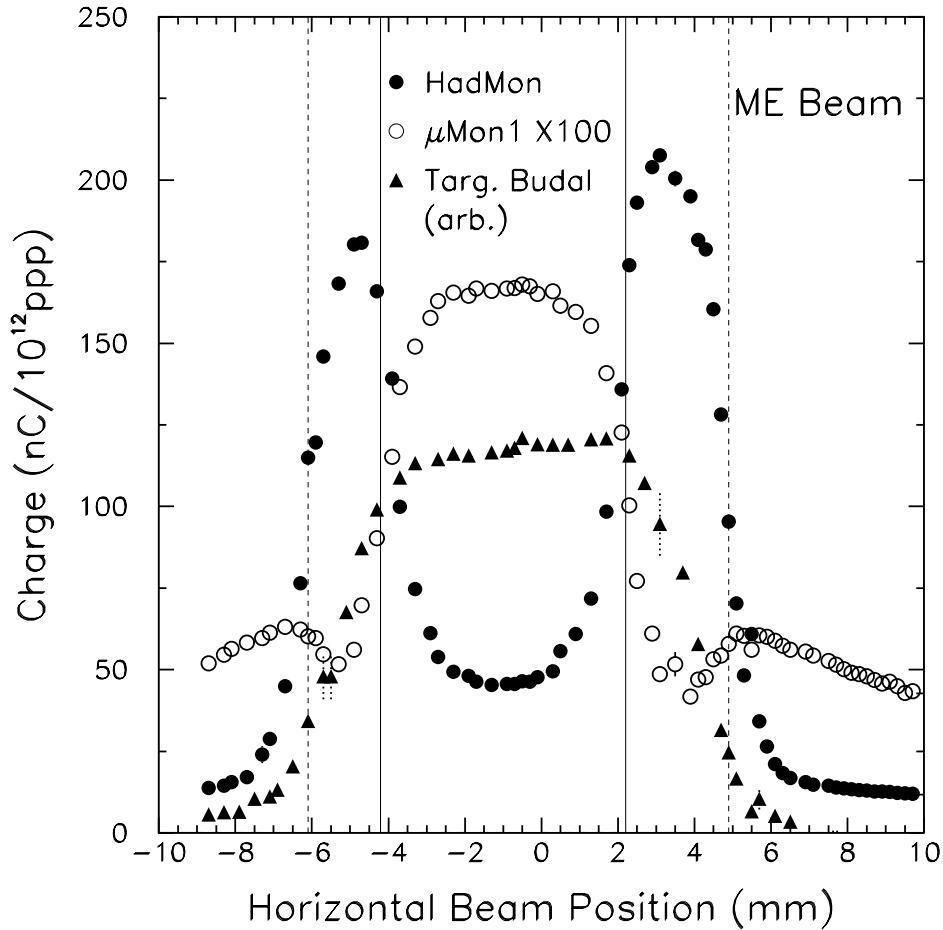 250
200
150
100
50
0
HadMon
μMon1 X100
Targ. Budal
(arb.)
ME Beam
Charge (nC/10¹²ppp)
−10 −8 −6 −4 −2 0 2 4 6 8 10
Horizontal Beam Position (mm)